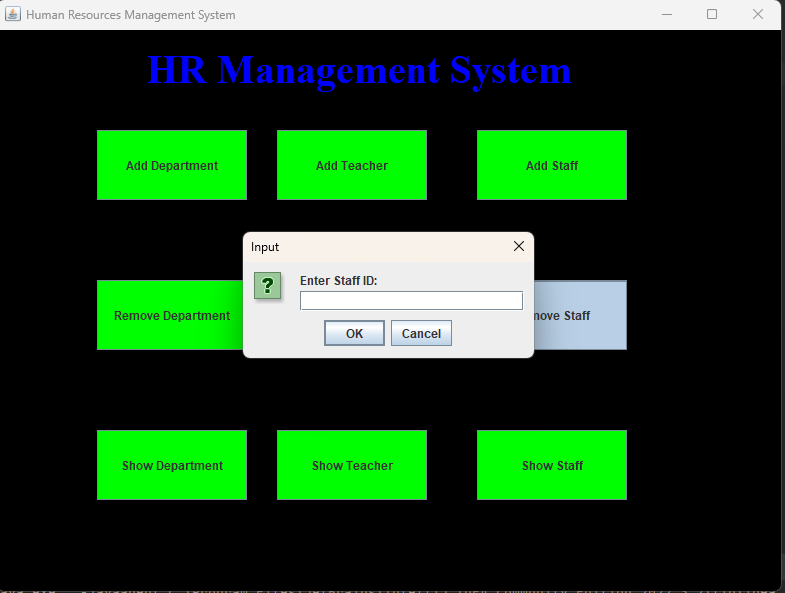 Human Resources Management System
HR Management System
Add Department
Add Teacher
Add Staff
Input
?
Enter Staff ID:
OK
Cancel
Remove Department
Staff
Show Department
Show Teacher
Show Staff